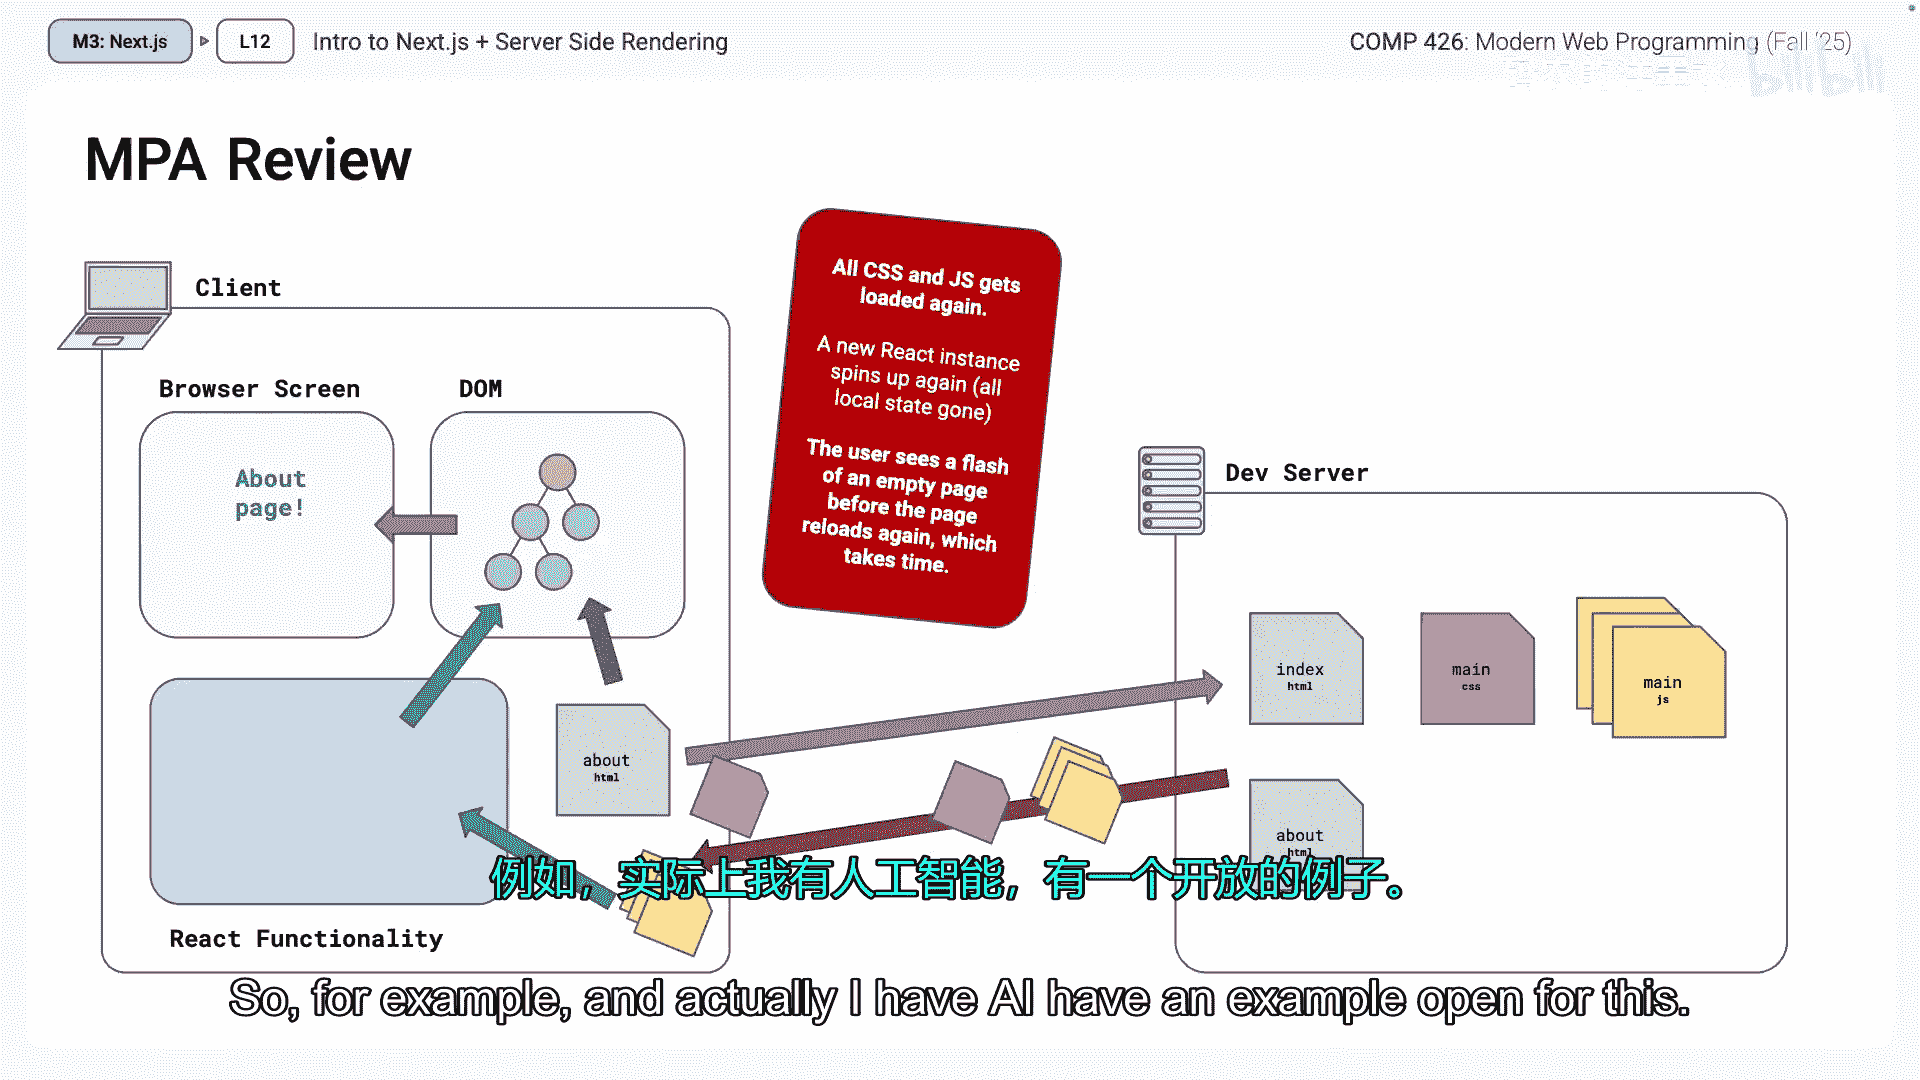 M3: Next.js
L12
Intro to Next.js + Server Side Rendering
COMP 426: Modern Web Programming (Fall '25)
bilibili
MPA Review
Client
Browser Screen
DOM
About
page!
React Functionality
about
html
All CSS and JS gets
loaded again.
A new React instance
spins up again (all
local state gone)
The user sees a flash
of an empty page
before the page
reloads again, which
takes time.
Dev Server
index
html
main
css
main
js
about
html
例如，实际上我有人工智能，有一个开放的例子。
So, for example, and actually I have AI have an example open for this.